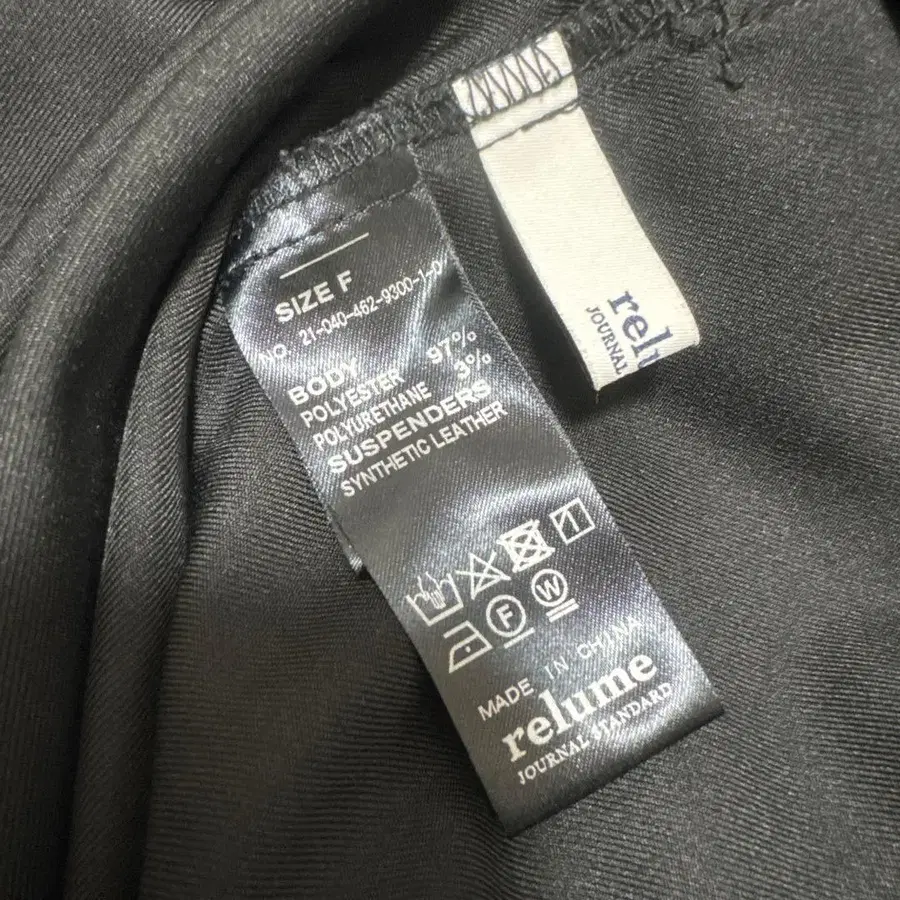 SIZE F
NO. 21-040-462-9300-1-0
BODY
POLYESTER 97%
POLYURETHANE 3%
SUSPENDERS
SYNTHETIC LEATHER
F W
MADE IN CHINA
relume
JOURNAL STANDARD
relu
JOURNAL